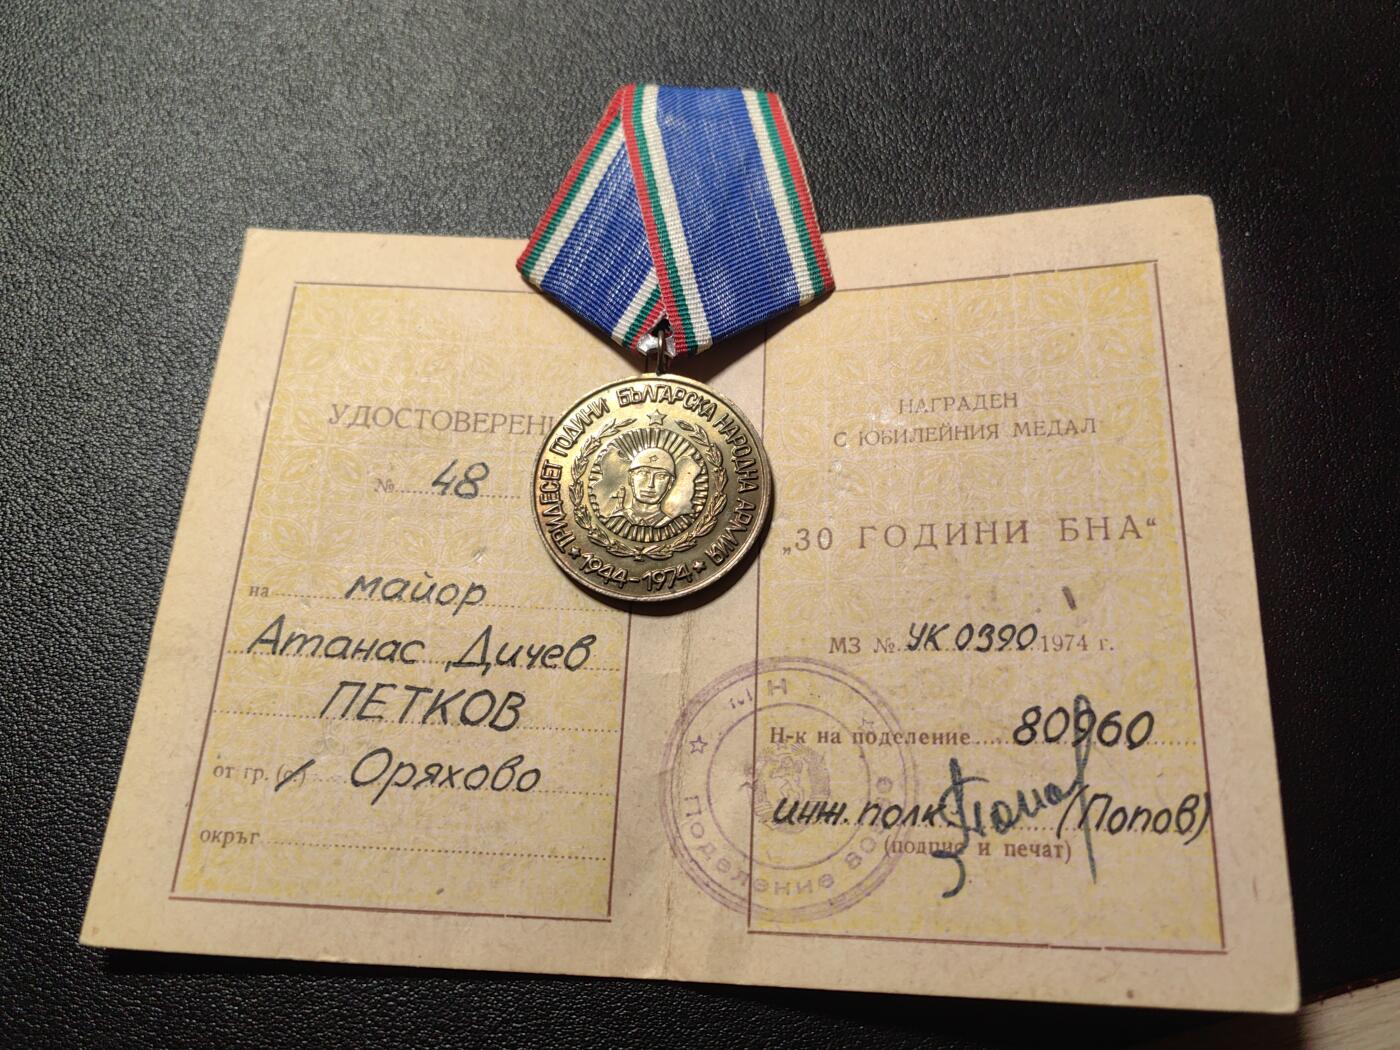 ТРИДЕСЕТ ГОДИНИ БЪЛГАРСКА НАРОДНА АРМИЯ
★ 1944-1974 ★
УДОСТОВЕРЕНИ
№ 48
на майор
Атанас Дичев
ПЕТКОВ
от гр. (с.) Оряхово
окръг
НАГРАДЕН
С ЮБИЛЕЙНИЯ МЕДАЛ
„30 ГОДИНИ БНА“
МЗ № УК 0390 1974 г.
Н-к на поделение 80960
инж. полк. (Попов)
(подпис и печат)
Поделение